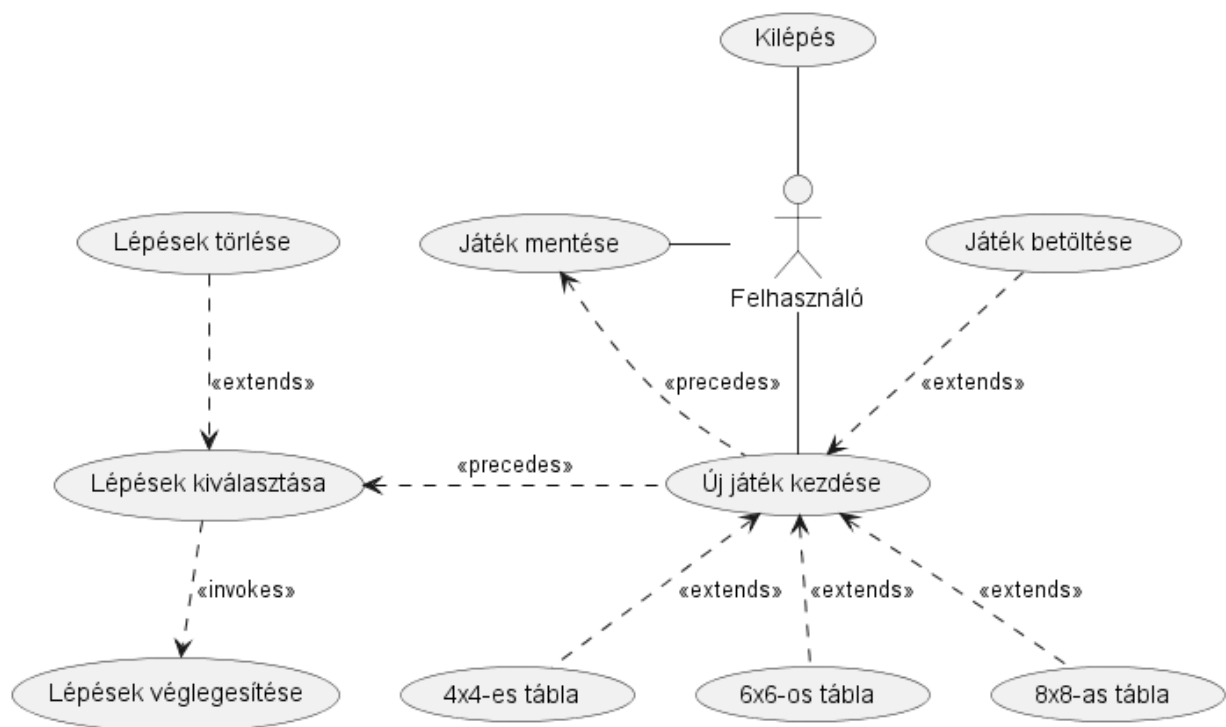 Kilépés
Lépések törlése
Játék mentése
Játék betöltése
Felhasználó
«extends»
«precedes»
«extends»
«precedes»
Lépések kiválasztása
Új játék kezdése
«invokes»
«extends»
«extends»
«extends»
Lépések véglegesítése
4x4-es tábla
6x6-os tábla
8x8-as tábla